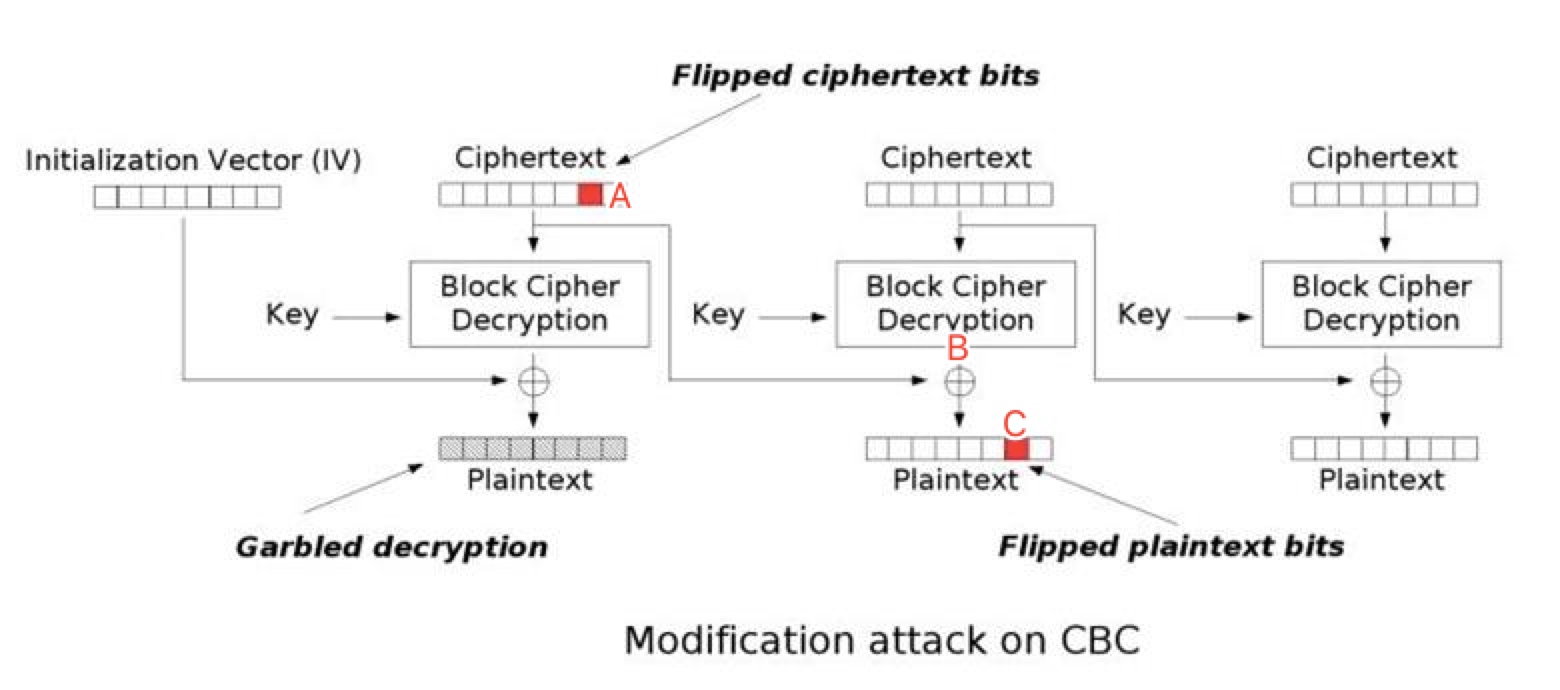 Flipped ciphertext bits
Initialization Vector (IV)
Ciphertext
Ciphertext
Ciphertext
A
Block Cipher
Decryption
Block Cipher
Decryption
Block Cipher
Decryption
Key
Key
Key
B
C
Plaintext
Plaintext
Plaintext
Garbled decryption
Flipped plaintext bits
Modification attack on CBC